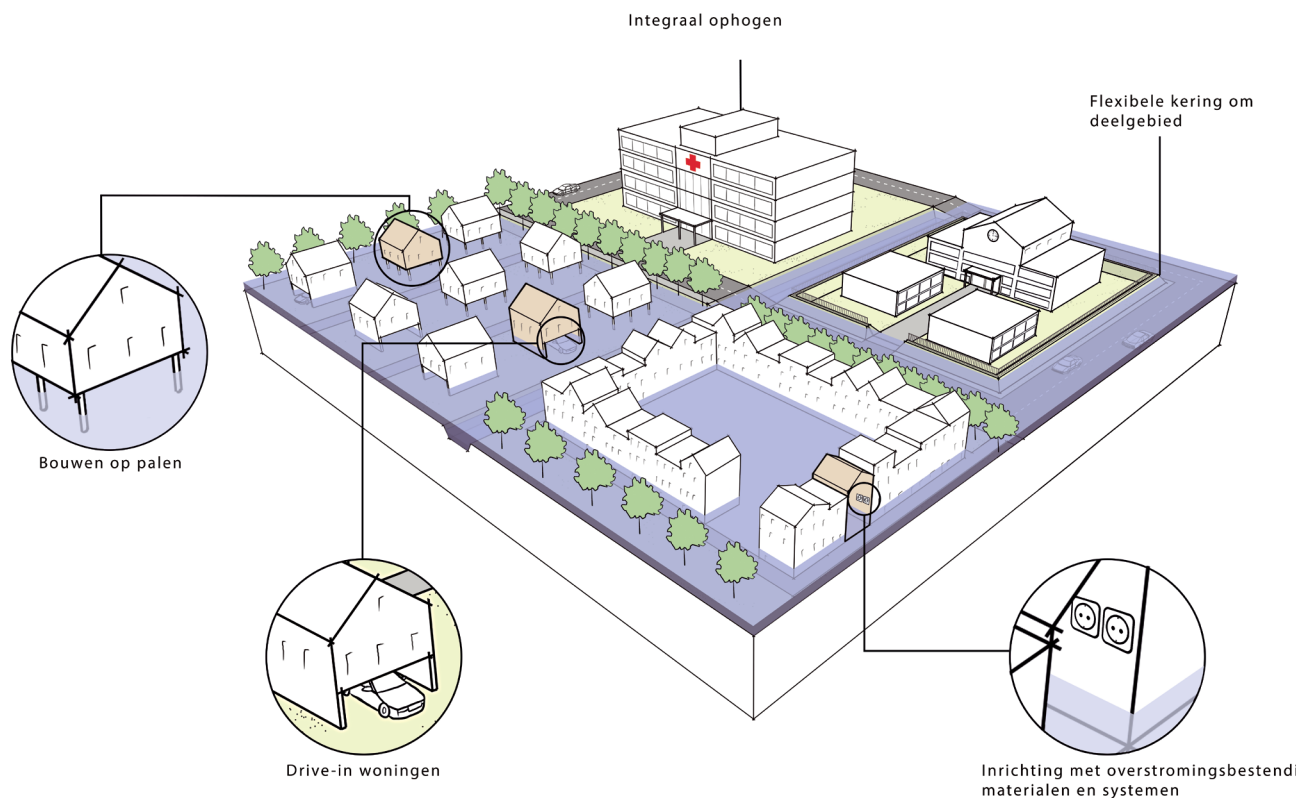 Integraal ophogen
Flexibele kering om
deelgebied
Bouwen op palen
Drive-in woningen
Inrichting met overstromingsbestendi
materialen en systemen